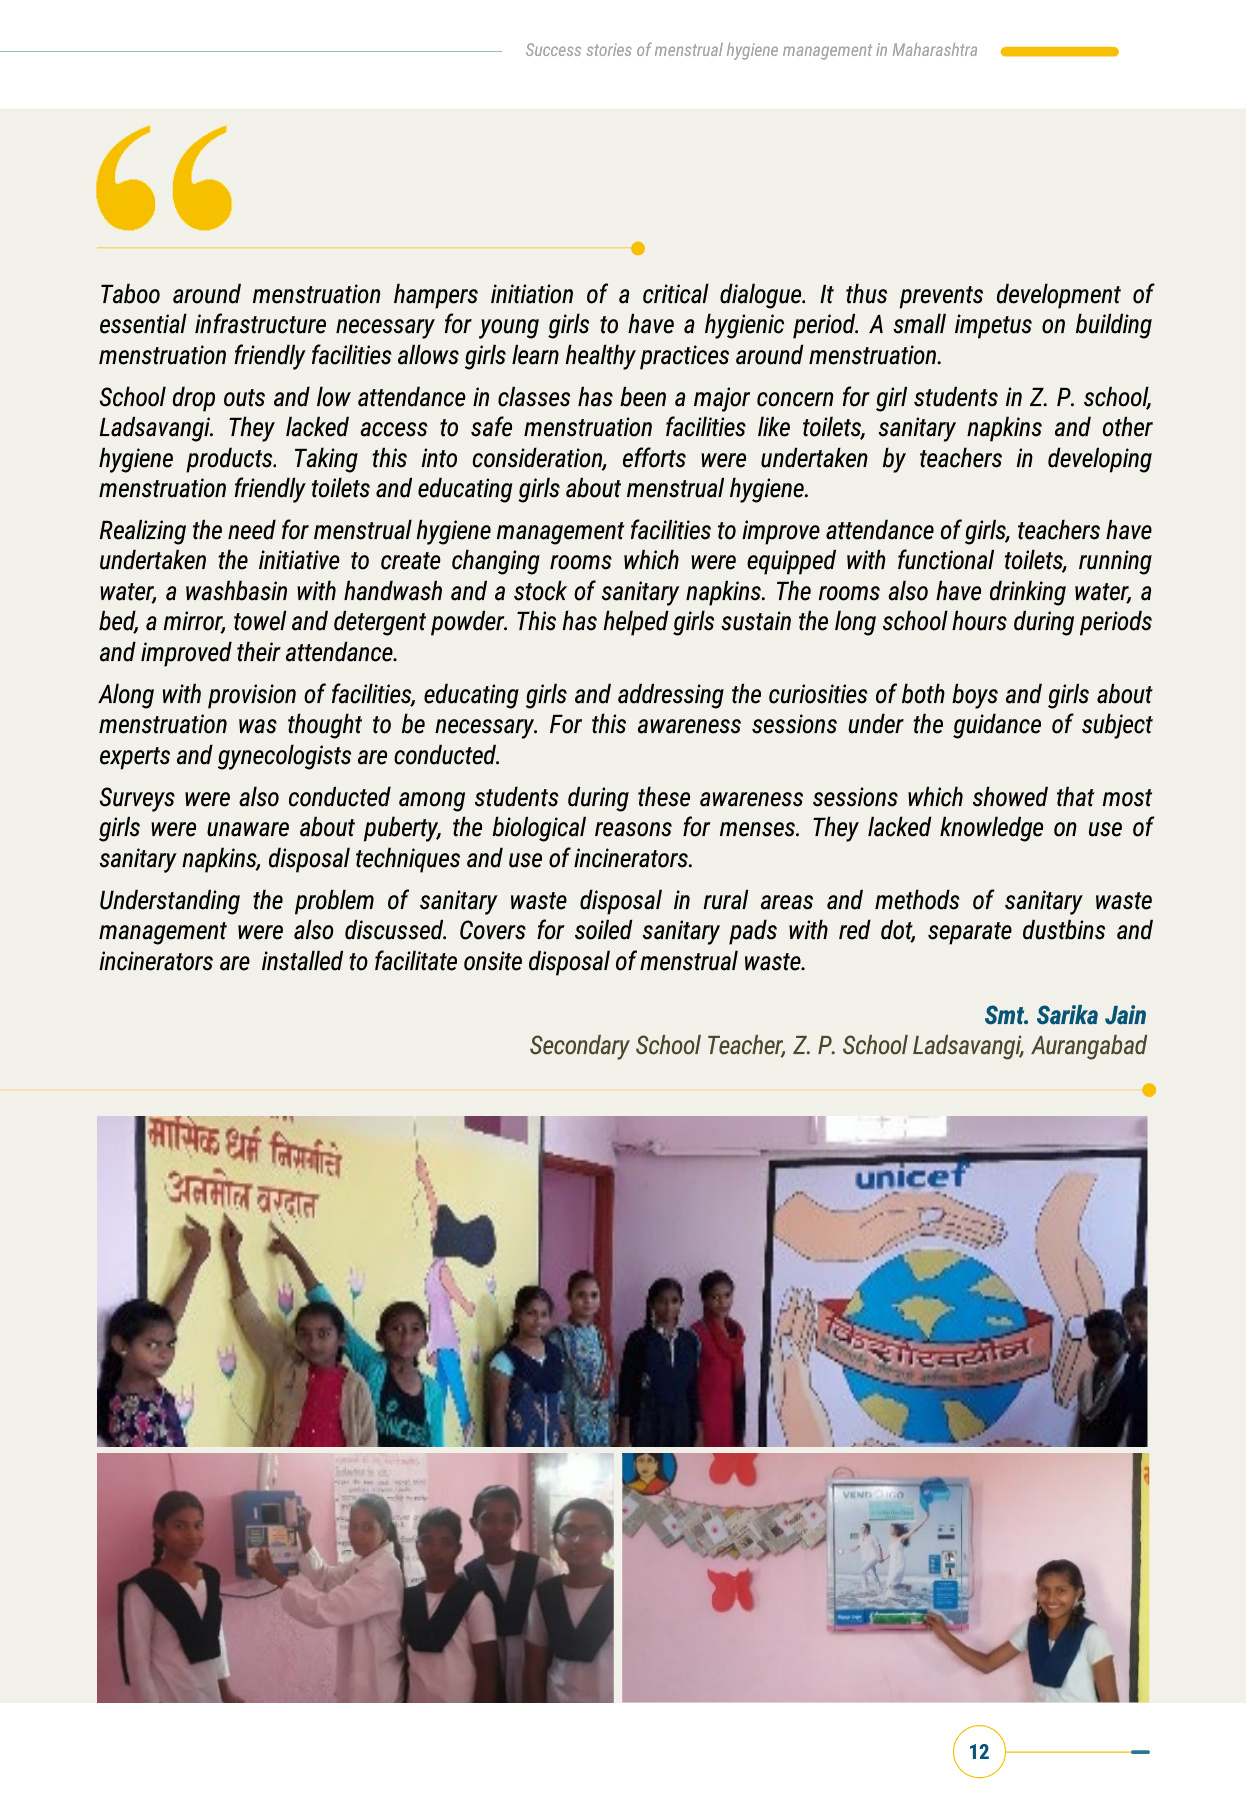 Success stories of menstrual hygiene management in Maharashtra
Taboo around menstruation hampers initiation of a critical dialogue. It thus prevents development of
essential infrastructure necessary for young girls to have a hygienic period. A small impetus on building
menstruation friendly facilities allows girls learn healthy practices around menstruation.
School drop outs and low attendance in classes has been a major concern for girl students in Z. P. school,
Ladsavangi. They lacked access to safe menstruation facilities like toilets, sanitary napkins and other
hygiene products. Taking this into consideration, efforts were undertaken by teachers in developing
menstruation friendly toilets and educating girls about menstrual hygiene.
Realizing the need for menstrual hygiene management facilities to improve attendance of girls, teachers have
undertaken the initiative to create changing rooms which were equipped with functional toilets, running
water, a washbasin with handwash and a stock of sanitary napkins. The rooms also have drinking water, a
bed, a mirror, towel and detergent powder. This has helped girls sustain the long school hours during periods
and improved their attendance.
Along with provision of facilities, educating girls and addressing the curiosities of both boys and girls about
menstruation was thought to be necessary. For this awareness sessions under the guidance of subject
experts and gynecologists are conducted.
Surveys were also conducted among students during these awareness sessions which showed that most
girls were unaware about puberty, the biological reasons for menses. They lacked knowledge on use of
sanitary napkins, disposal techniques and use of incinerators.
Understanding the problem of sanitary waste disposal in rural areas and methods of sanitary waste
management were also discussed. Covers for soiled sanitary pads with red dot, separate dustbins and
incinerators are installed to facilitate onsite disposal of menstrual waste.
Smt. Sarika Jain
Secondary School Teacher, Z. P. School Ladsavangi, Aurangabad
मासिक धर्म निसर्गाचे
अनमोल वरदान
unicef
किशोरवयीन
12